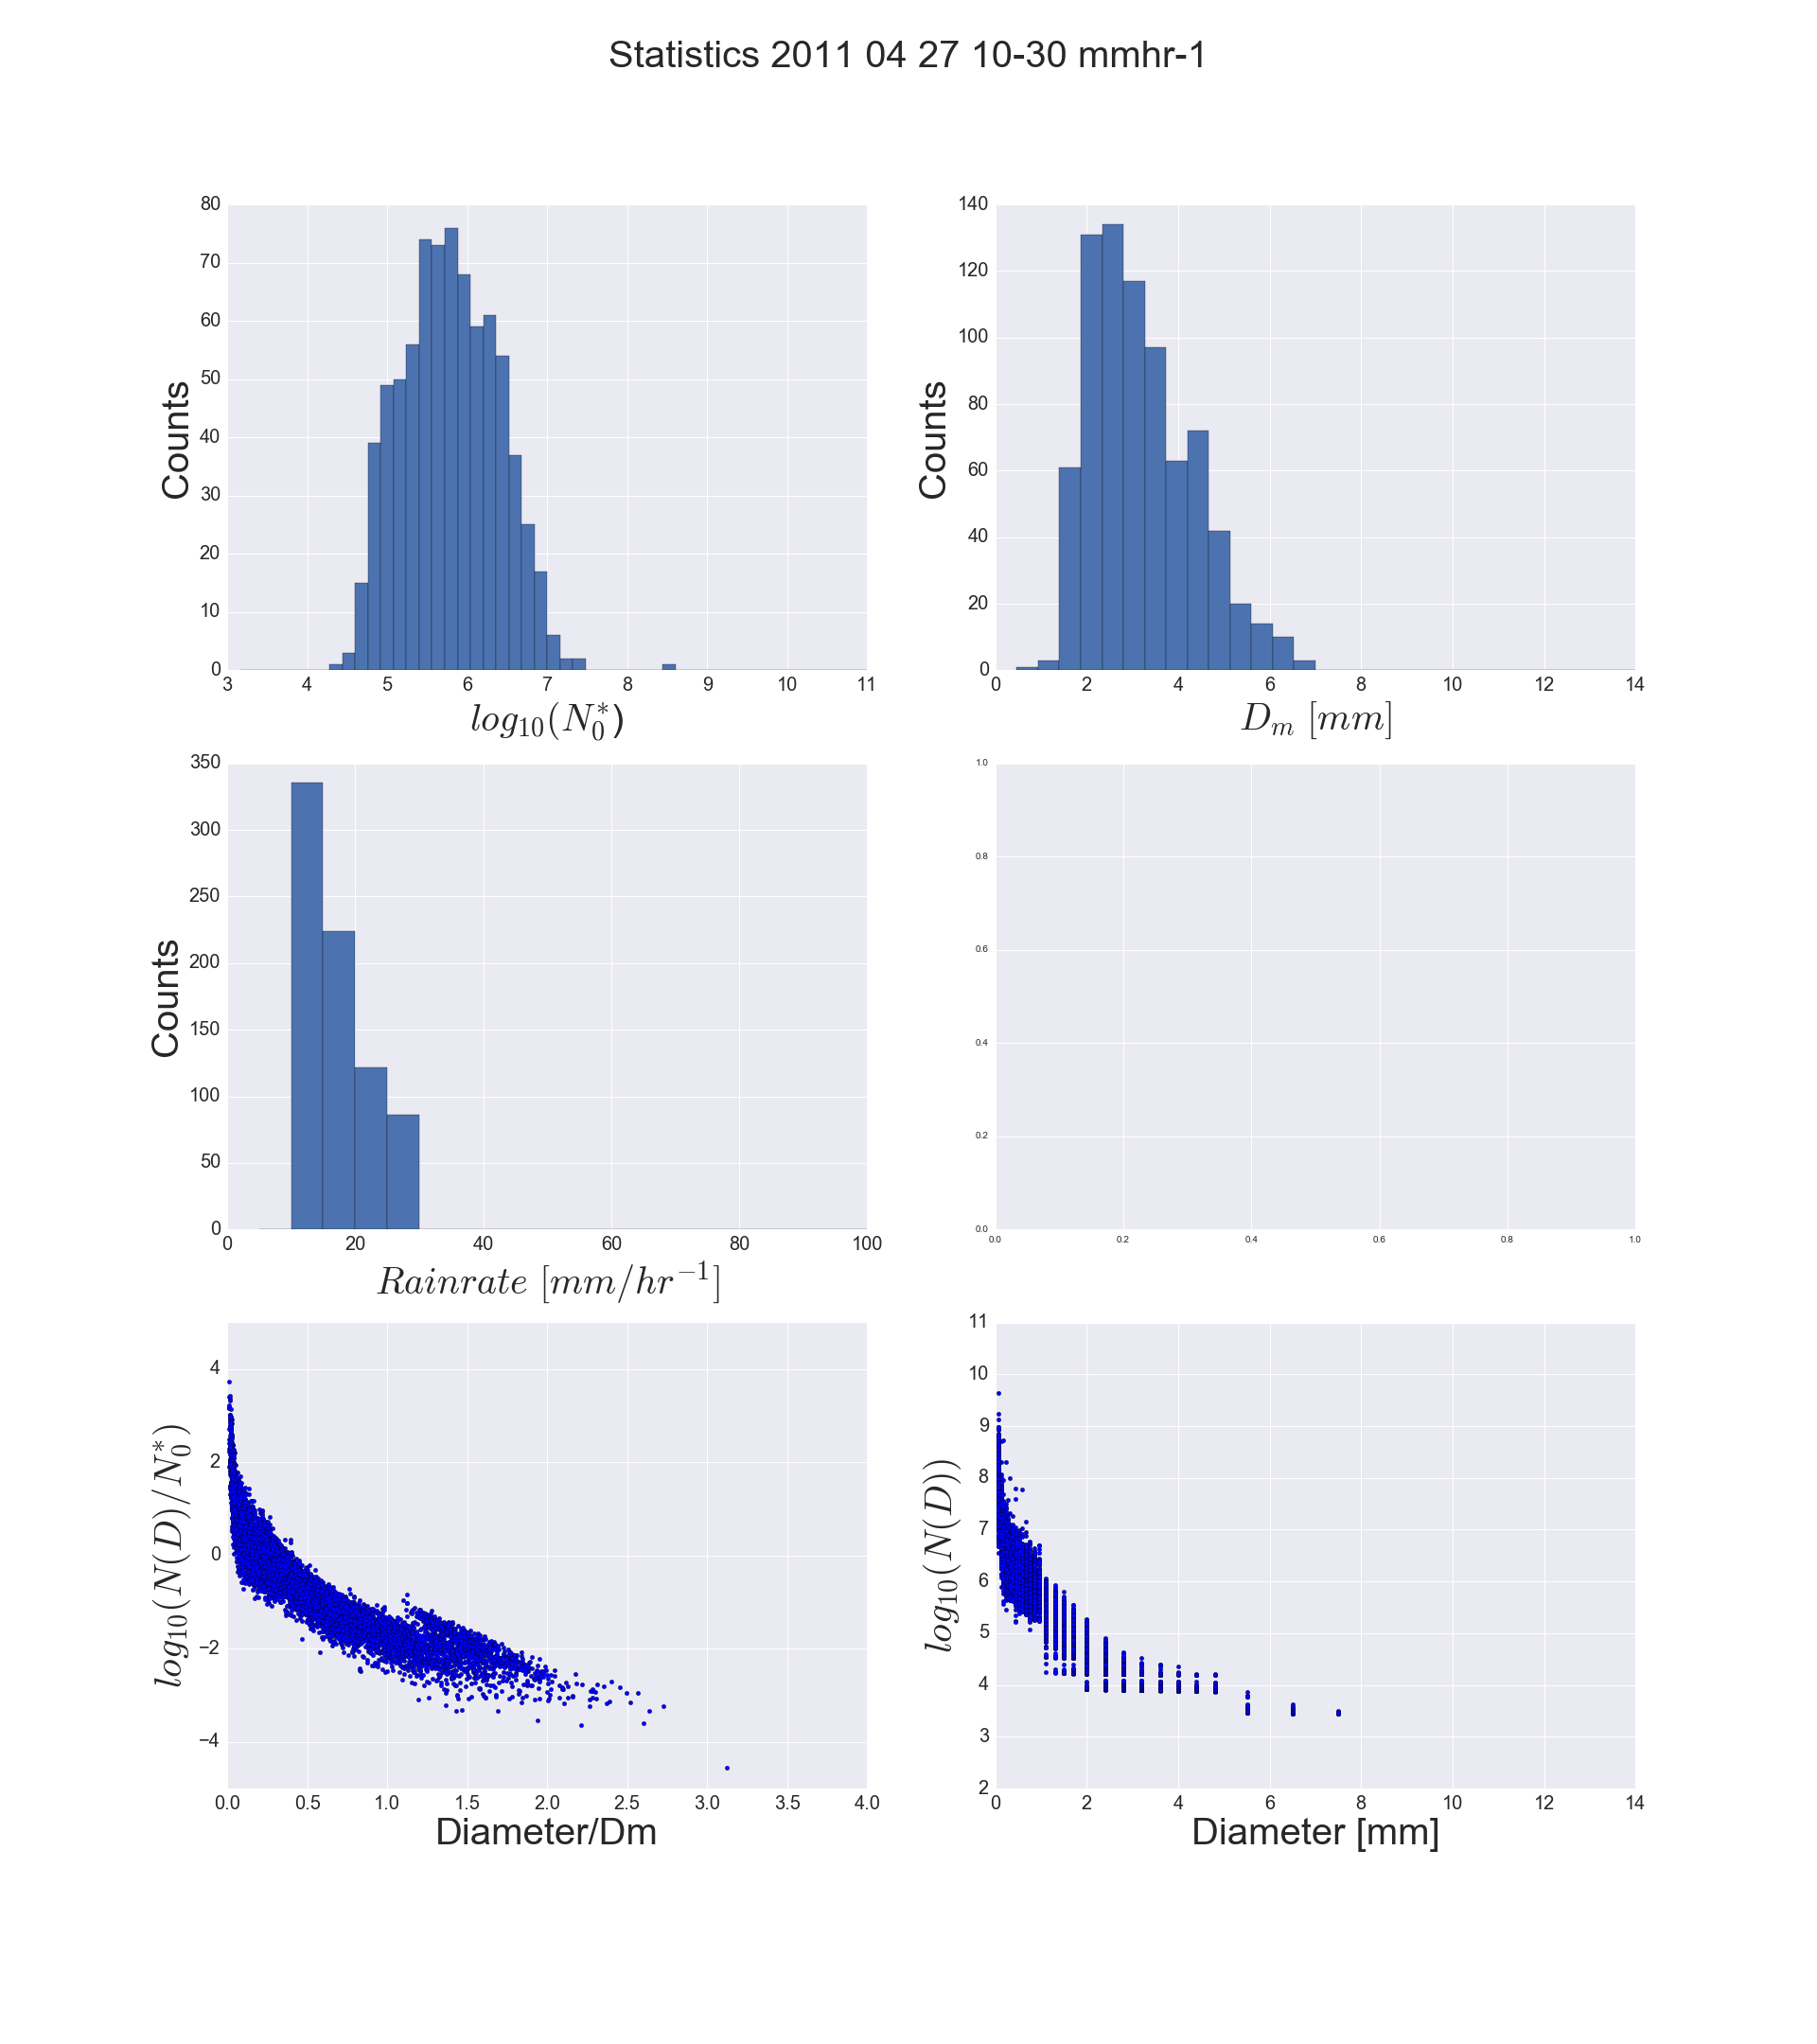 Statistics 2011 04 27 10-30 mmhr-1
80
70
60
50
40
30
20
10
0
3 4 5 6 7 8 9 10 11
Counts
log10(N0*)
140
120
100
80
60
40
20
0
0 2 4 6 8 10 12 14
Counts
Dm [mm]
350
300
250
200
150
100
50
0
0 20 40 60 80 100
Counts
Rainrate [mm/hr−1]
1.0
0.8
0.6
0.4
0.2
0.0
0.0 0.2 0.4 0.6 0.8 1.0
4
2
0
−2
−4
0.0 0.5 1.0 1.5 2.0 2.5 3.0 3.5 4.0
log10(N(D)/N0*)
Diameter/Dm
11
10
9
8
7
6
5
4
3
2
0 2 4 6 8 10 12 14
log10(N(D))
Diameter [mm]